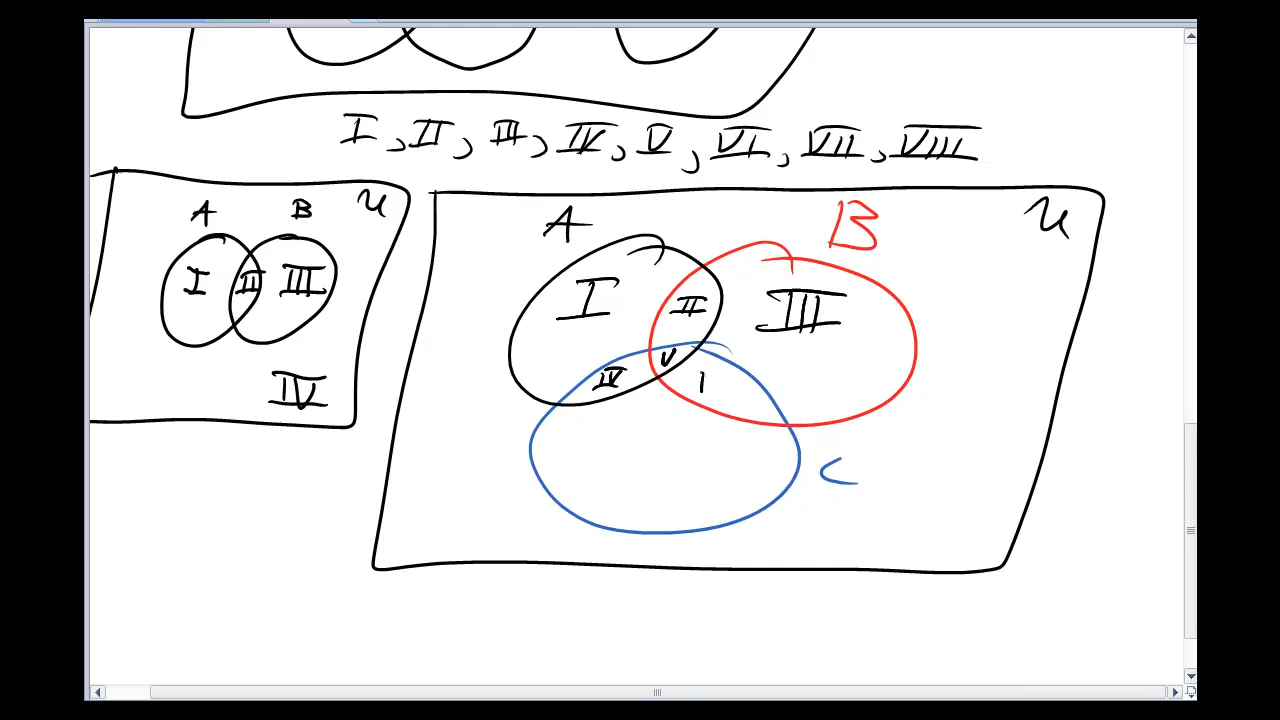 I, II, III, IV, V, VI, VII, VIII
A B U
I II III
IV
A B U
I II III
IV V I
C